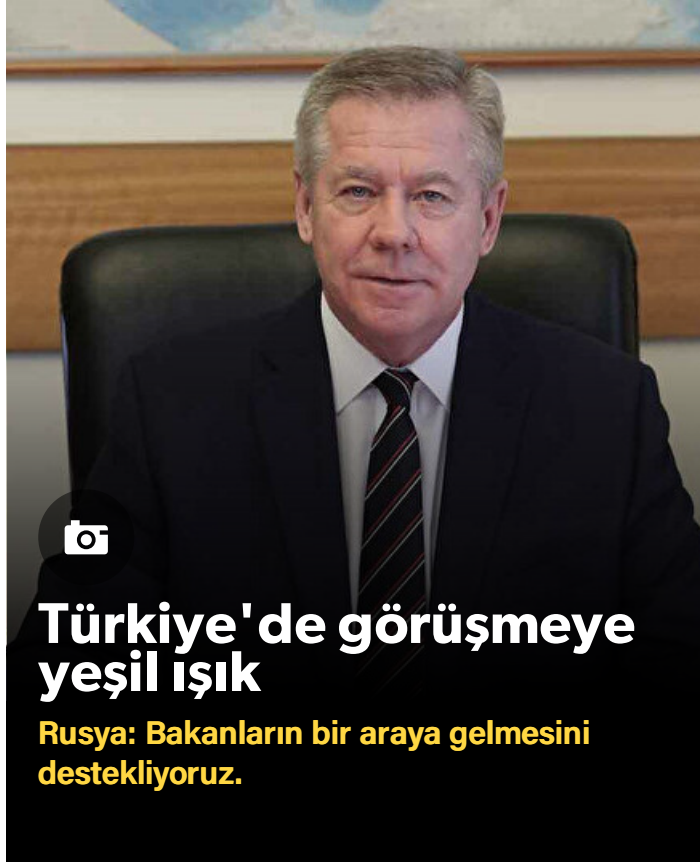 Türkiye'de görüşmeye
yeşil ışık
Rusya: Bakanların bir araya gelmesini
destekliyoruz.